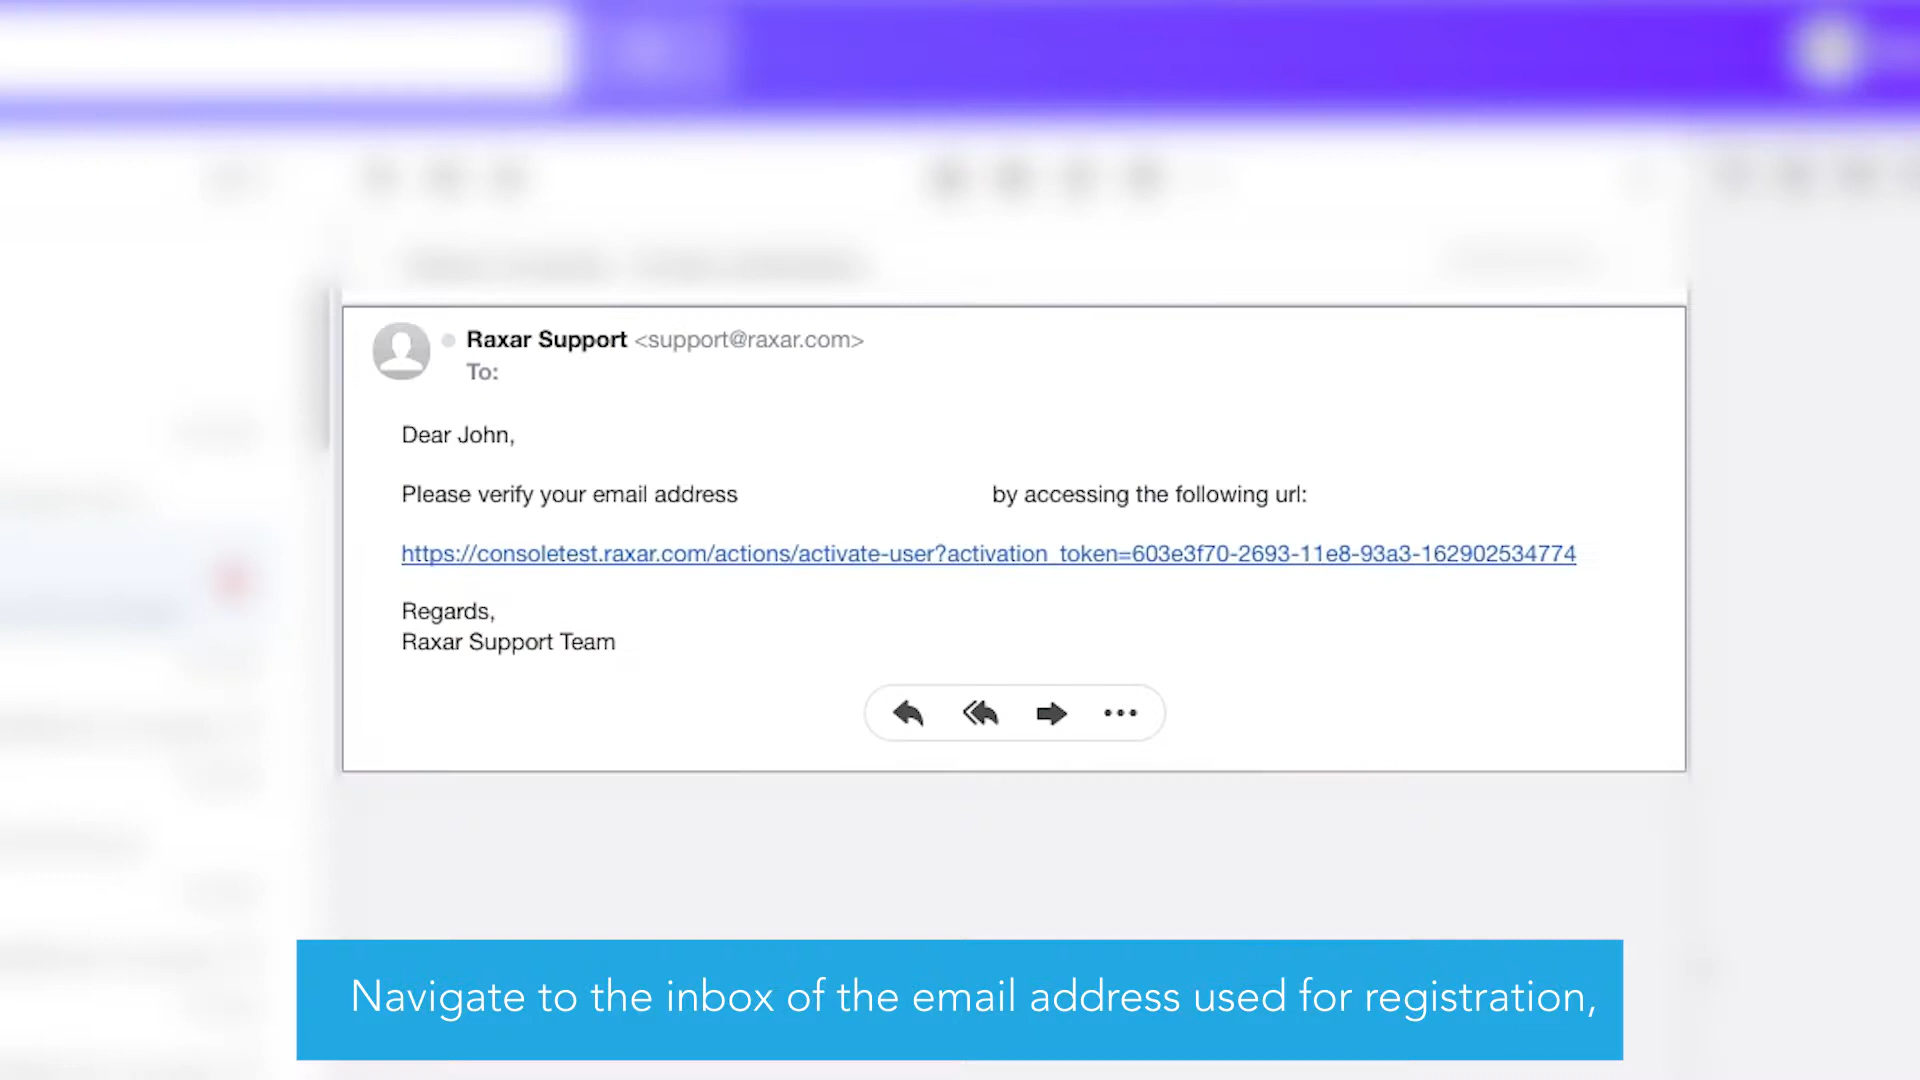 Raxar Support <support@raxar.com>
To:
Dear John,
Please verify your email address by accessing the following url:
https://consoletest.raxar.com/actions/activate-user?activation_token=603e3f70-2693-11e8-93a3-162902534774
Regards,
Raxar Support Team
Navigate to the inbox of the email address used for registration,